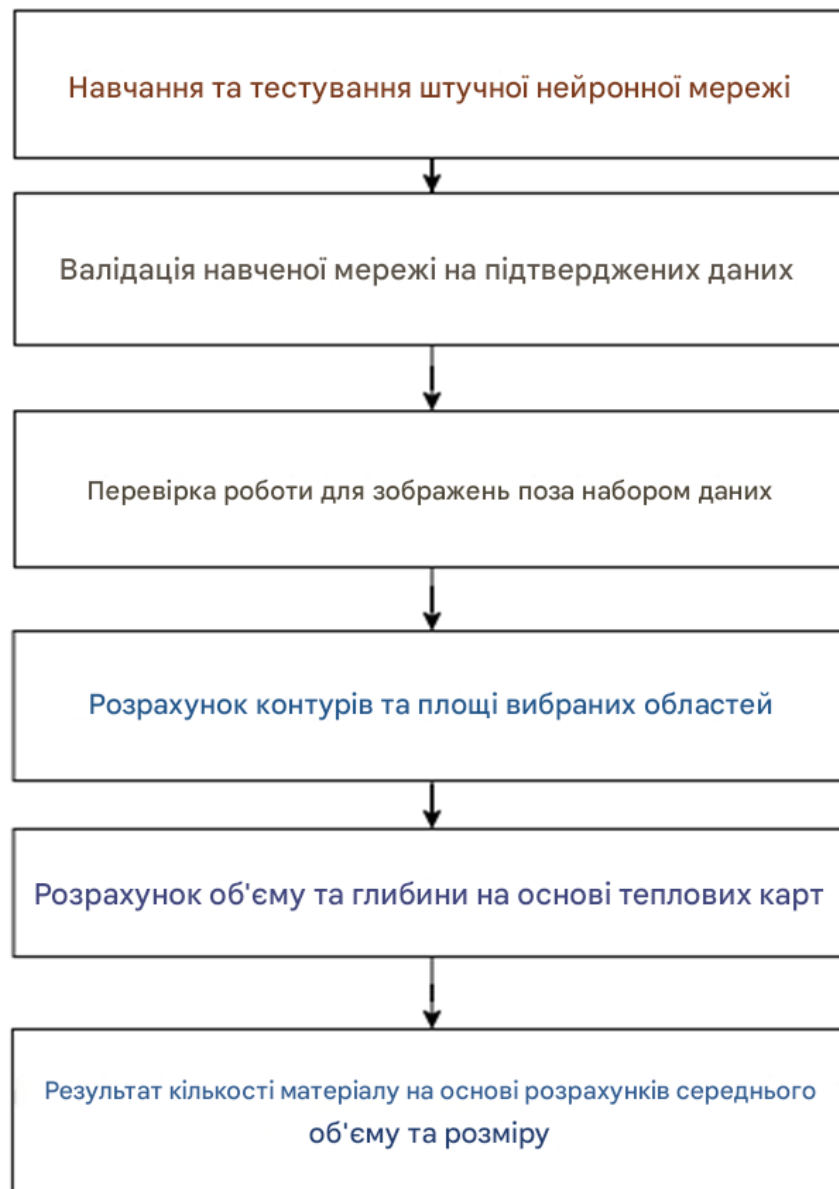 Навчання та тестування штучної нейронної мережі
Валідація навченої мережі на підтверджених даних
Перевірка роботи для зображень поза набором даних
Розрахунок контурів та площі вибраних областей
Розрахунок об'єму та глибини на основі теплових карт
Результат кількості матеріалу на основі розрахунків середнього
об'єму та розміру